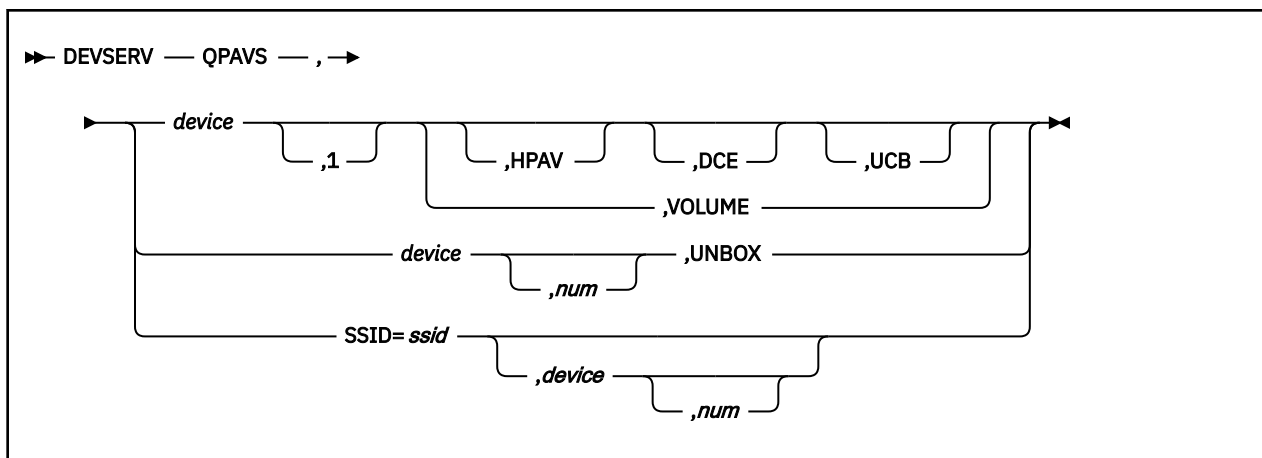 DEVSERV QPAVS ,
device
,1 ,HPAV ,DCE ,UCB
,VOLUME
device ,UNBOX
,num
SSID= ssid
,device
,num